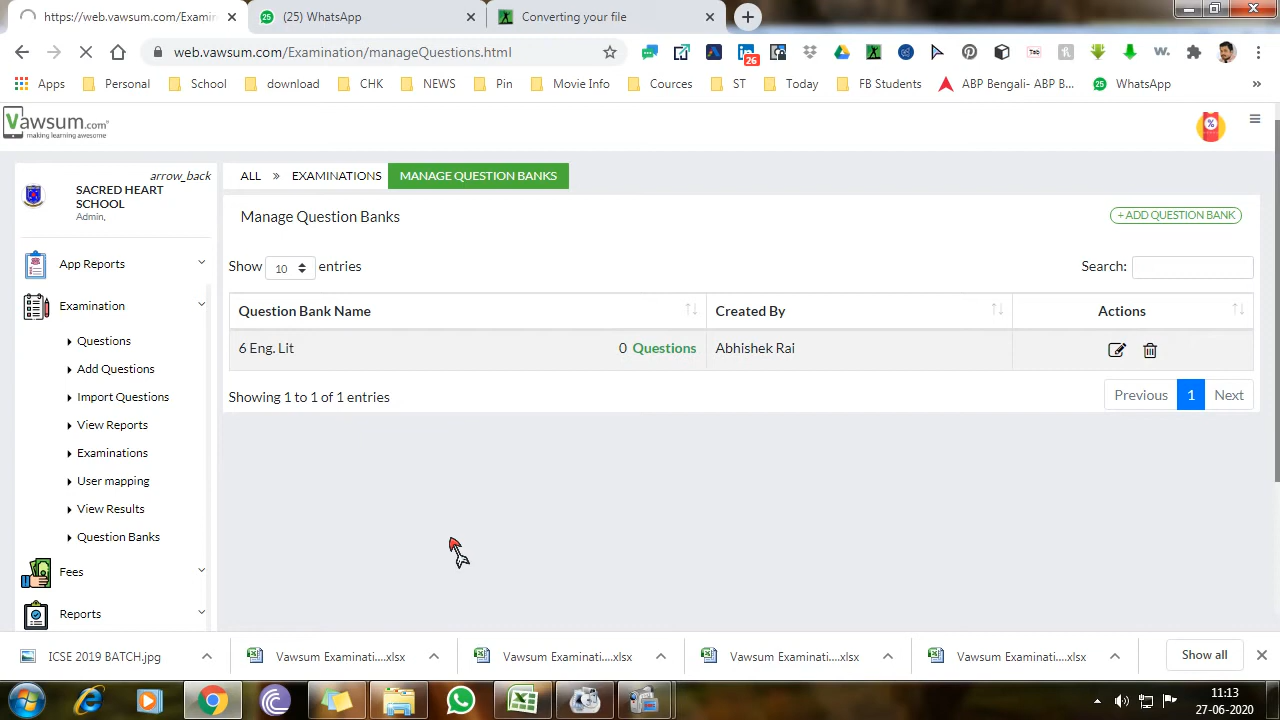 https://web.vawsum.com/Examin
(25) WhatsApp
Converting your file
web.vawsum.com/Examination/manageQuestions.html
26
Apps
Personal
School
download
CHK
NEWS
Pin
Movie Info
Cources
ST
Today
FB Students
ABP Bengali- ABP B...
WhatsApp
»
Vawsum.com
making learning awesome
%
arrow_back
SACRED HEART
SCHOOL
Admin,
App Reports
Examination
Questions
Add Questions
Import Questions
View Reports
Examinations
User mapping
View Results
Question Banks
Fees
Reports
ALL » EXAMINATIONS MANAGE QUESTION BANKS
Manage Question Banks
+ ADD QUESTION BANK
Show 10 entries
Search:
Question Bank Name Created By Actions
6 Eng. Lit 0 Questions Abhishek Rai
Showing 1 to 1 of 1 entries
Previous 1 Next
ICSE 2019 BATCH.jpg
Vawsum Examinati....xlsx
Vawsum Examinati....xlsx
Vawsum Examinati....xlsx
Vawsum Examinati....xlsx
Show all
11:13
27-06-2020